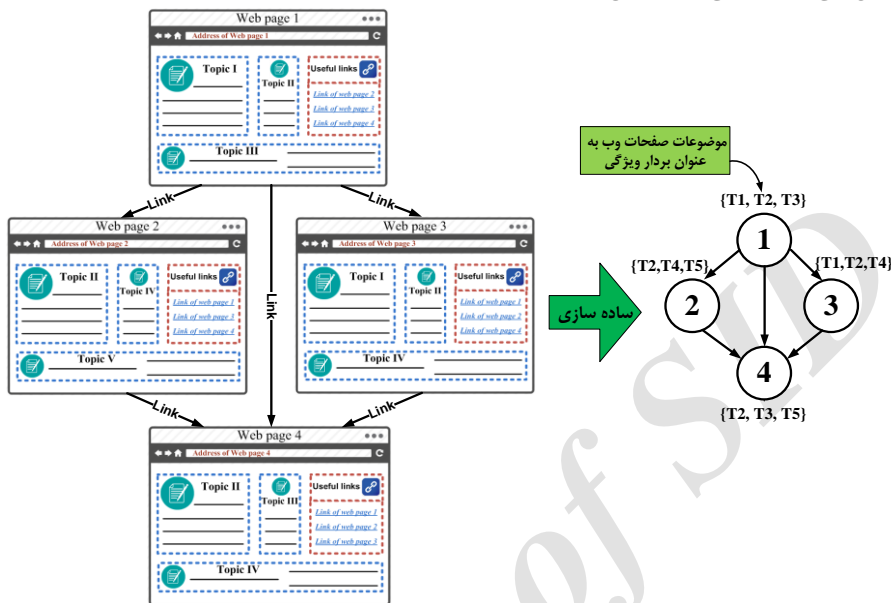 Web page 1
Address of Web page 1
Topic I
Topic II
Useful links
Link of web page 2
Link of web page 3
Link of web page 4
Topic III
Link
Link
Link
Web page 2
Address of Web page 2
Topic II
Topic IV
Useful links
Link of web page 1
Link of web page 3
Link of web page 4
Topic V
Web page 3
Address of Web page 3
Topic I
Topic II
Useful links
Link of web page 1
Link of web page 2
Link of web page 4
Topic IV
Link
Link
Web page 4
Address of Web page 4
Topic II
Topic III
Useful links
Link of web page 1
Link of web page 2
Link of web page 3
Topic IV
ساده سازی
موضوعات صفحات وب به
عنوان بردار ویژگی
{T1, T2, T3}
1
{T2,T4,T5}
{T1,T2,T4}
2
3
4
{T2, T3, T5}
of SID